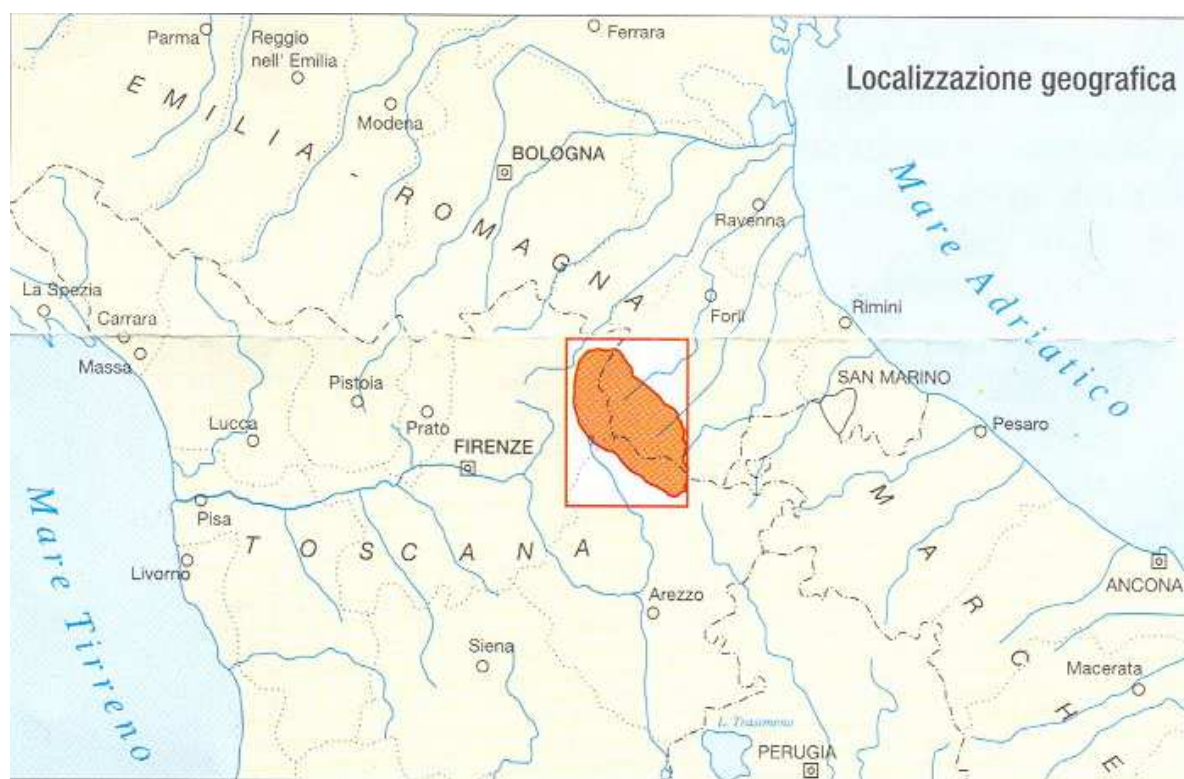 Parma
Reggio
nell' Emilia
Ferrara
Localizzazione geografica
Modena
EMILIA - ROMAGNA
BOLOGNA
Mare Adriatico
Ravenna
La Spezia
Carrara
Massa
Forlì
Rimini
Pistoia
SAN MARINO
Lucca
Prato
Pesaro
FIRENZE
Mare Tirreno
Pisa
TOSCANA
MARCHE
Livorno
ANCONA
Arezzo
Siena
Macerata
L. Trasimeno
PERUGIA